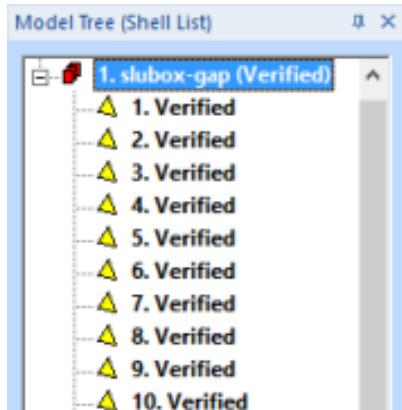 Model Tree (Shell List)
1. slubox-gap (Verified)
1. Verified
2. Verified
3. Verified
4. Verified
5. Verified
6. Verified
7. Verified
8. Verified
9. Verified
10. Verified